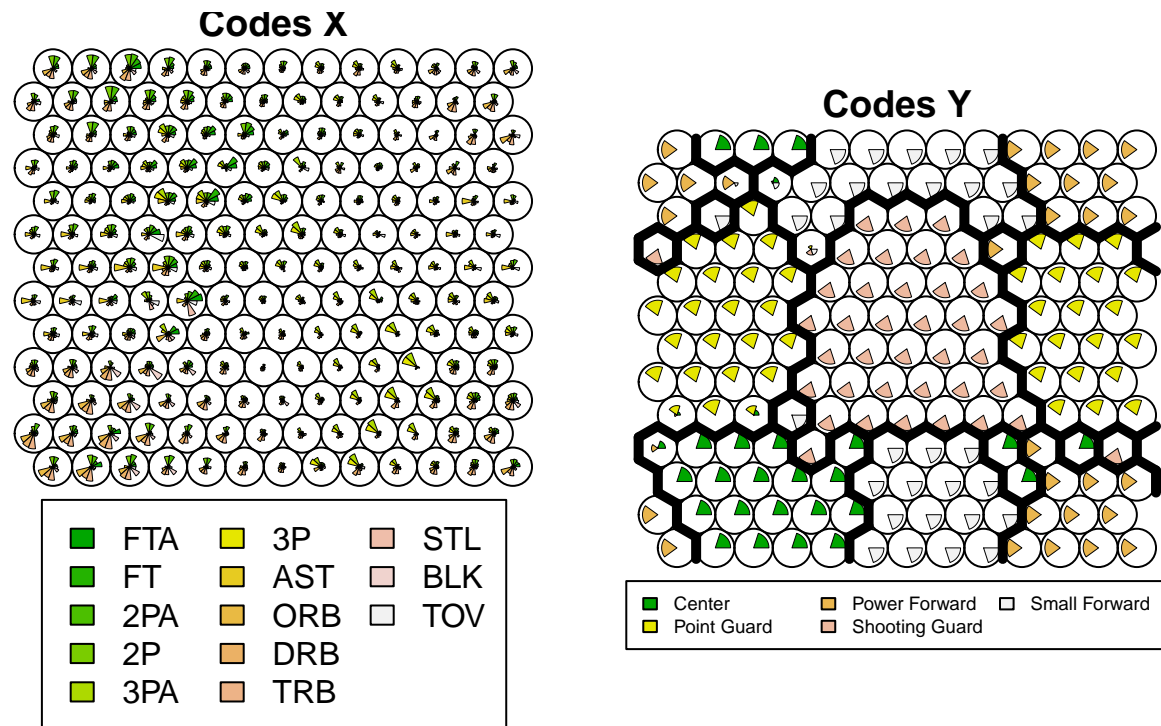 Codes X
FTA 3P STL
FT AST BLK
2PA ORB TOV
2P DRB
3PA TRB
Codes Y
Center Power Forward Small Forward
Point Guard Shooting Guard